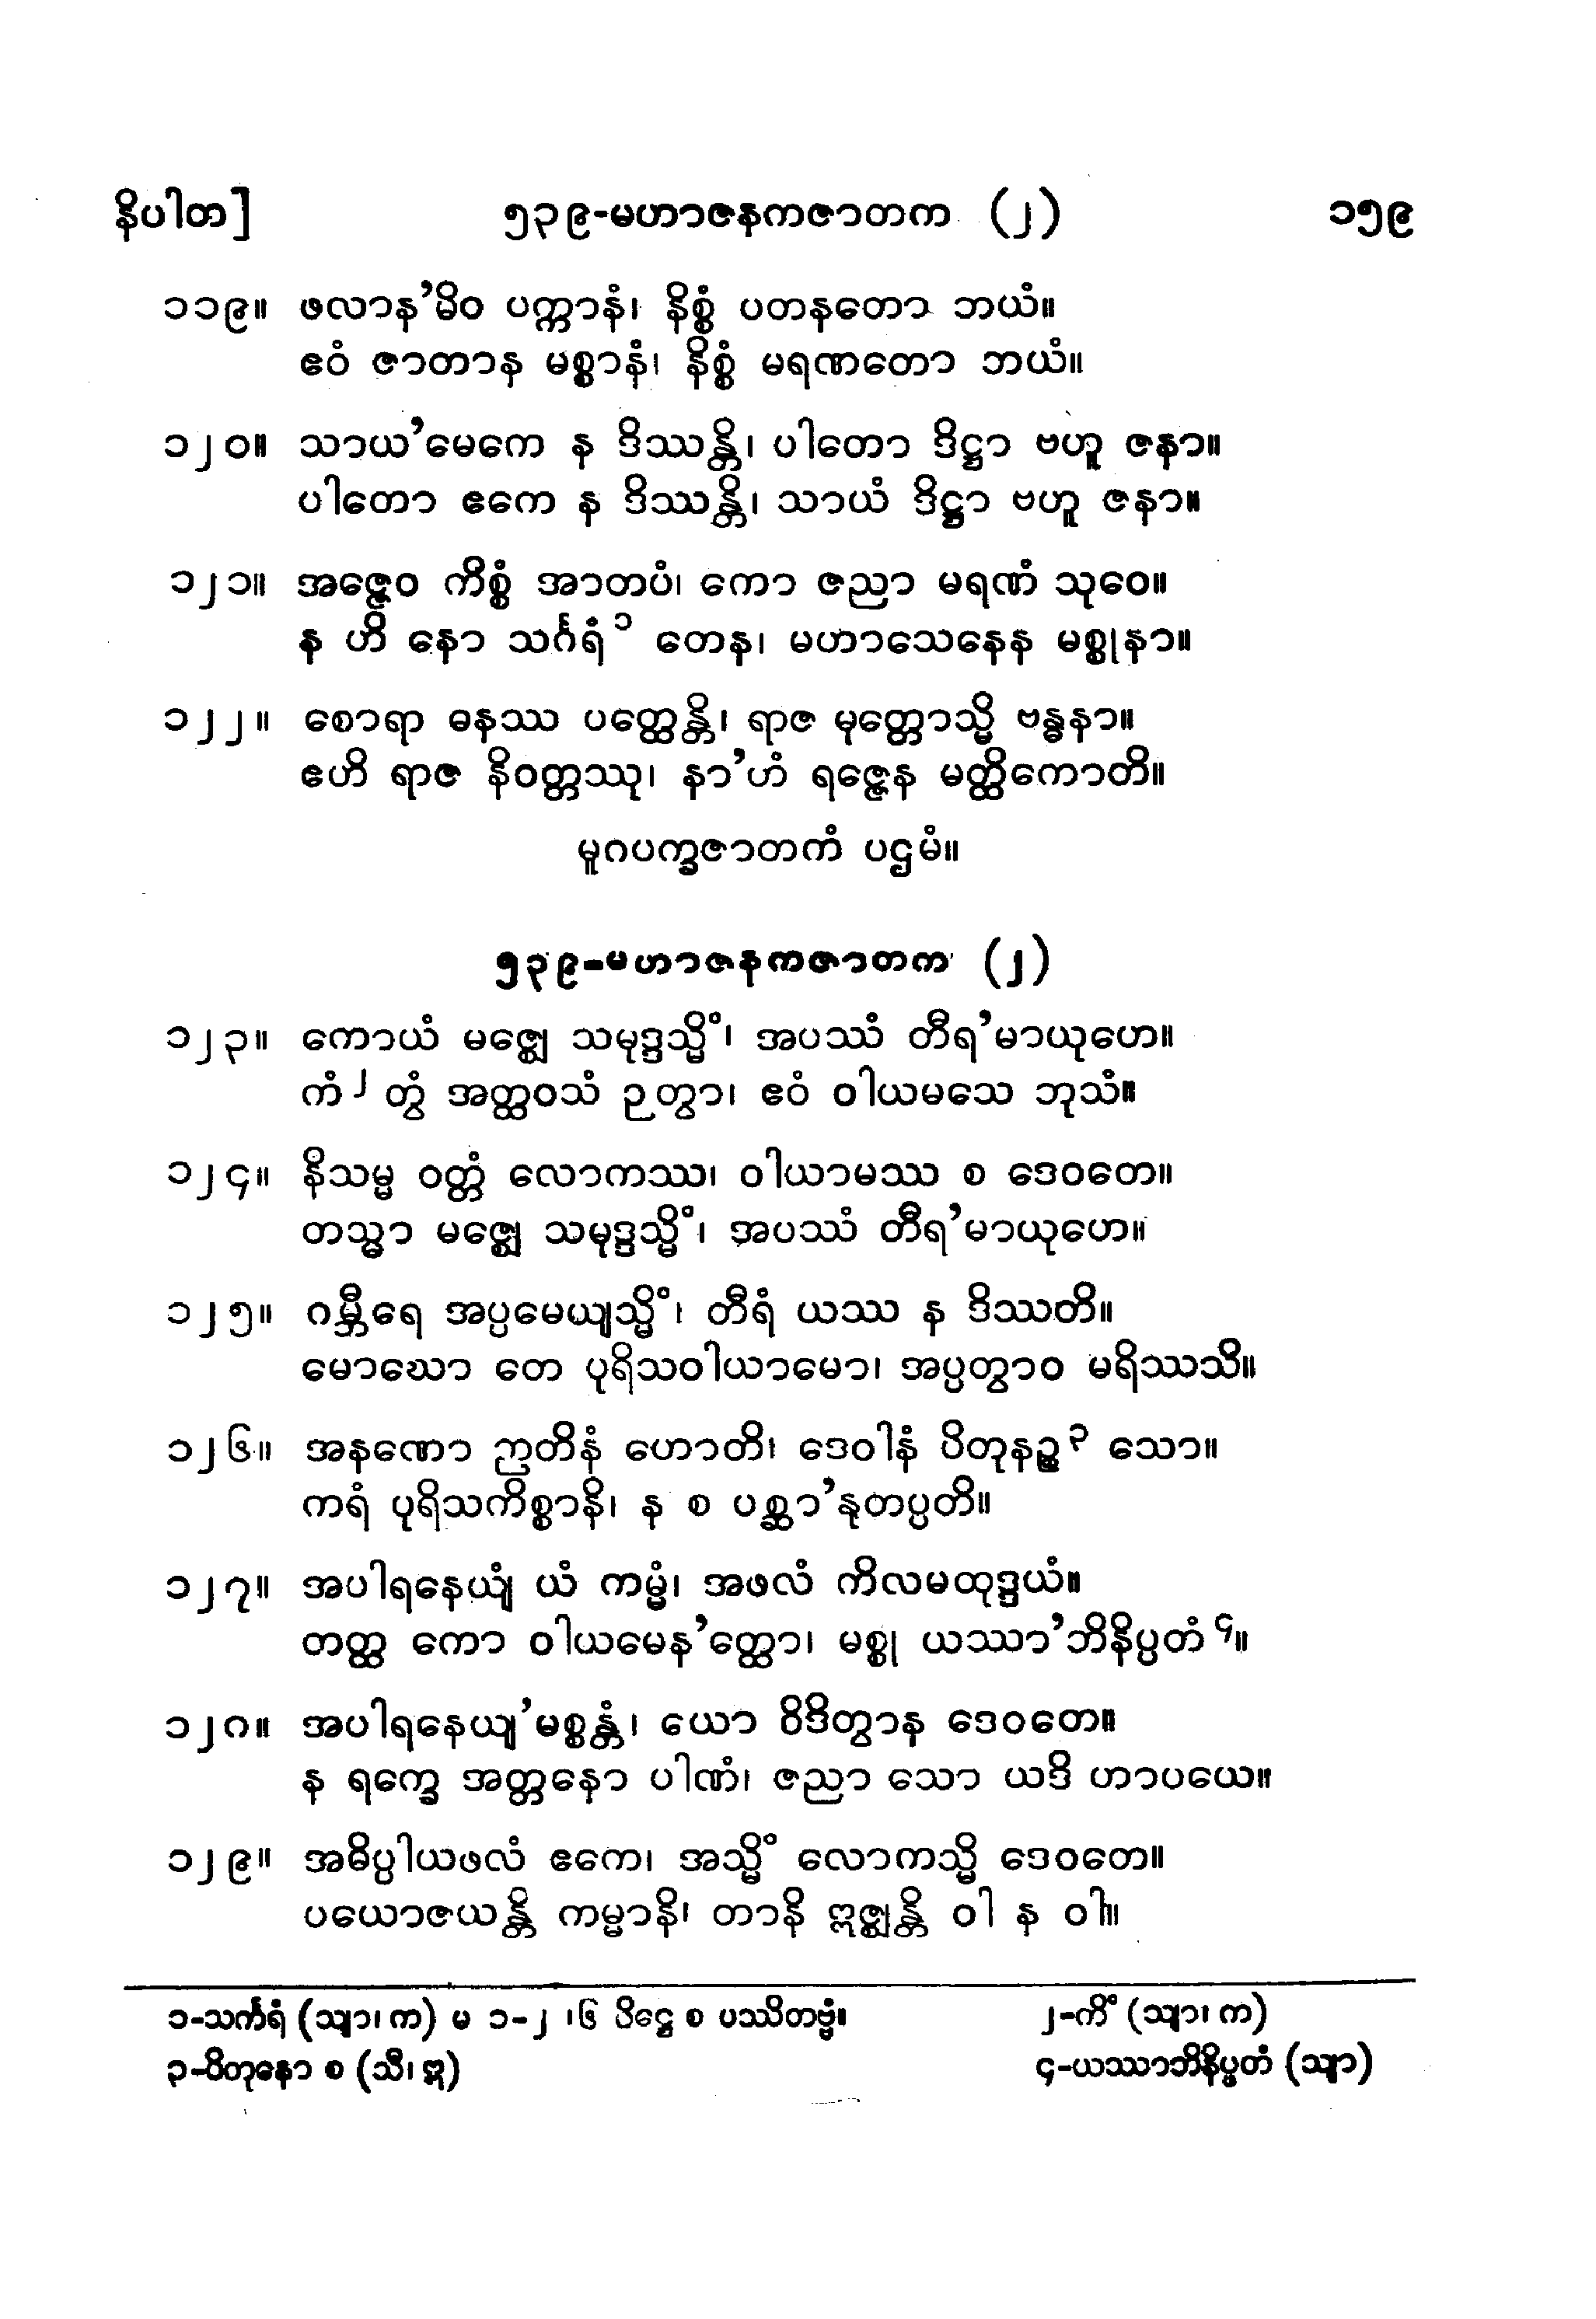 နိပါတ] ၅၃၉-မဟာဇနကဇာတက (၂) ၁၅၉
၁၁၉။ ဖလာန’မိဝ ပက္ကာနံ၊ နိစ္စံ ပတနတော ဘယံ။
ဧဝံ ဇာတာန မစ္စာနံ၊ နိစ္စံ မရဏတော ဘယံ။
၁၂၀။ သာယ’မေကေ န ဒိဿန္တိ၊ ပါတော ဒိဋ္ဌာ ဗဟူ ဇနာ။
ပါတော ဧကေ န ဒိဿန္တိ၊ သာယံ ဒိဋ္ဌာ ဗဟူ ဇနာ။
၁၂၁။ အဇ္ဇေဝ ကိစ္စံ အာတပံ၊ ကော ဇညာ မရဏံ သုဝေ။
န ဟိ နော သင်္ဂရံ ၁ တေန၊ မဟာသေနေန မစ္စုနာ။
၁၂၂။ စောရာ ဓနဿ ပတ္ထေန္တိ၊ ရာဇ မုတ္တောသ္မိ ဗန္ဓနာ။
ဧဟိ ရာဇ နိဝတ္တဿု၊ နာ’ဟံ ရဇ္ဇေန မတ္ထိကောတိ။
မူဂပက္ခဇာတကံ ပဌမံ။
၅၃၉-မဟာဇနကဇာတက (၂)
၁၂၃။ ကောယံ မဇ္ဈေ သမုဒ္ဒသ္မိံ၊ အပဿံ တီရ’မာယုဟေ။
ကံ ၂ တွံ အတ္ထဝသံ ဉတွာ၊ ဧဝံ ဝါယမသေ ဘုသံ။
၁၂၄။ နိသမ္မ ဝတ္တံ လောကဿ၊ ဝါယာမဿ စ ဒေဝတေ။
တသ္မာ မဇ္ဈေ သမုဒ္ဒသ္မိံ၊ အပဿံ တီရ’မာယုဟေ။
၁၂၅။ ဂမ္ဘီရေ အပ္ပမေယျသ္မိံ၊ တီရံ ယဿ န ဒိဿတိ။
မောဃော တေ ပုရိသဝါယာမော၊ အပ္ပတွာဝ မရိဿသိ။
၁၂၆။ အနဏော ဉာတိနံ ဟောတိ၊ ဒေဝါနံ ပိတုနဉ္စ ၃ သော။
ကရံ ပုရိသကိစ္စာနိ၊ န စ ပစ္ဆာ’နုတပ္ပတိ။
၁၂၇။ အပါရနေယျံ ယံ ကမ္မံ၊ အဖလံ ကိလမထုဒ္ဒယံ။
တတ္ထ ကော ဝါယမေန’တ္ထော၊ မစ္စု ယဿာ’ဘိနိပ္ပတံ ၄။
၁၂၈။ အပါရနေယျ’မစ္စန္တံ၊ ယော ဝိဒိတွာန ဒေဝတေ။
န ရက္ခေ အတ္တနော ပါဏံ၊ ဇညာ သော ယဒိ ဟာပယေ။
၁၂၉။ အဓိပ္ပါယဖလံ ဧကေ၊ အသ္မိံ လောကသ္မိ ဒေဝတေ။
ပယောဇယန္တိ ကမ္မာနိ၊ တာနိ ဣဇ္ဈန္တိ ဝါ န ဝါ။
၁-သင်္ကရံ (သျာ၊ က) မ ၁-၂ ၊၆ ပိဋ္ဌေ စ ပဿိတဗ္ဗံ။ ၂-ကိံ (သျာ၊ က)
၃-ပိတုနော စ (သီ၊ ဣ) ၄-ယဿာဘိနိပ္ဖတံ (သျာ)